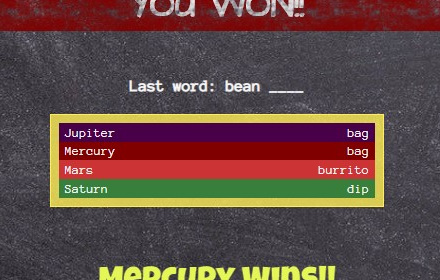 YOU WON!!
Last word: bean ____
Jupiter bag
Mercury bag
Mars burrito
Saturn dip
Mercury Wins!!